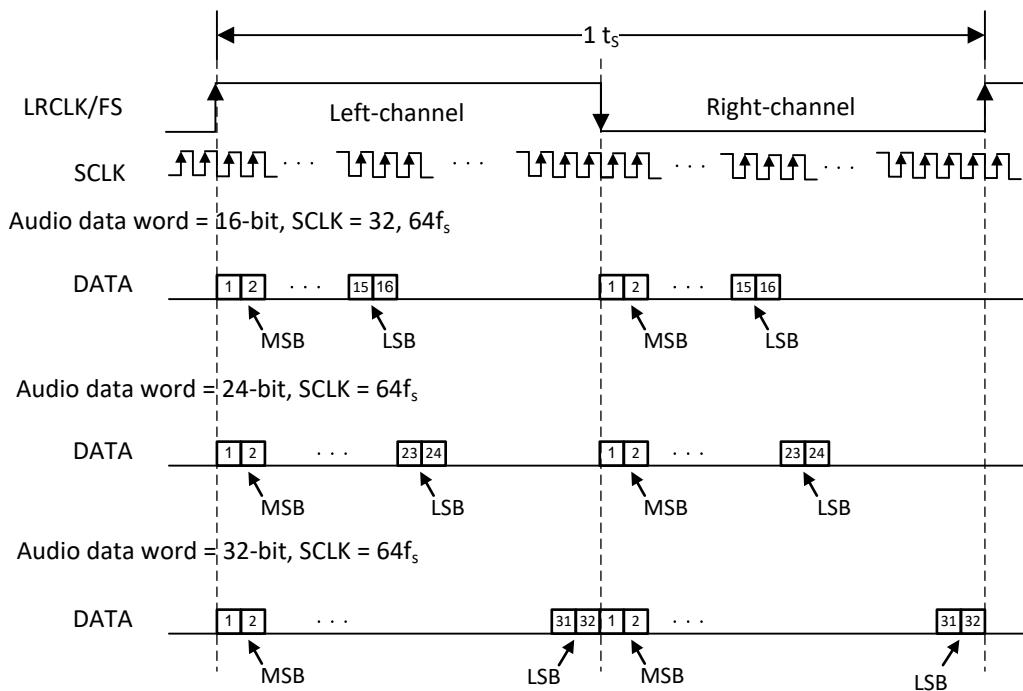 1 tₛ
LRCLK/FS Left-channel Right-channel
SCLK . . . . . . . . . . . .
Audio data word = 16-bit, SCLK = 32, 64fₛ
DATA 1 2 . . . 15 16 1 2 . . . 15 16
MSB LSB MSB LSB
Audio data word = 24-bit, SCLK = 64fₛ
DATA 1 2 . . . 23 24 1 2 . . . 23 24
MSB LSB MSB LSB
Audio data word = 32-bit, SCLK = 64fₛ
DATA 1 2 . . . 31 32 1 2 . . . 31 32
MSB LSB MSB LSB